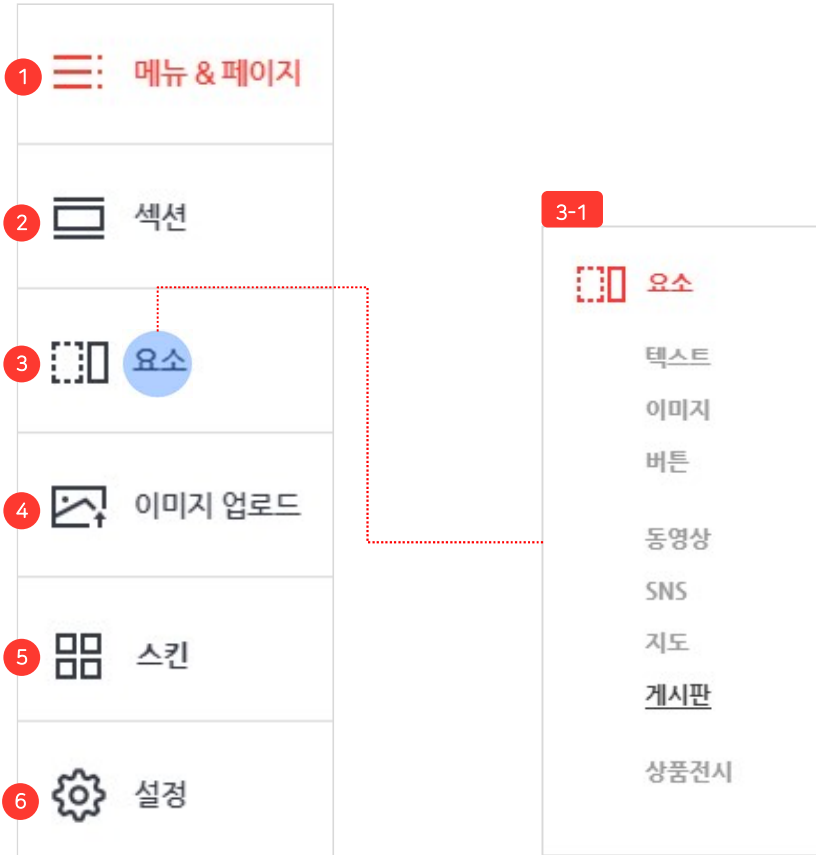 1 메뉴 & 페이지
2 섹션
3 요소
4 이미지 업로드
5 스킨
6 설정
3-1
요소
텍스트
이미지
버튼
동영상
SNS
지도
게시판
상품전시